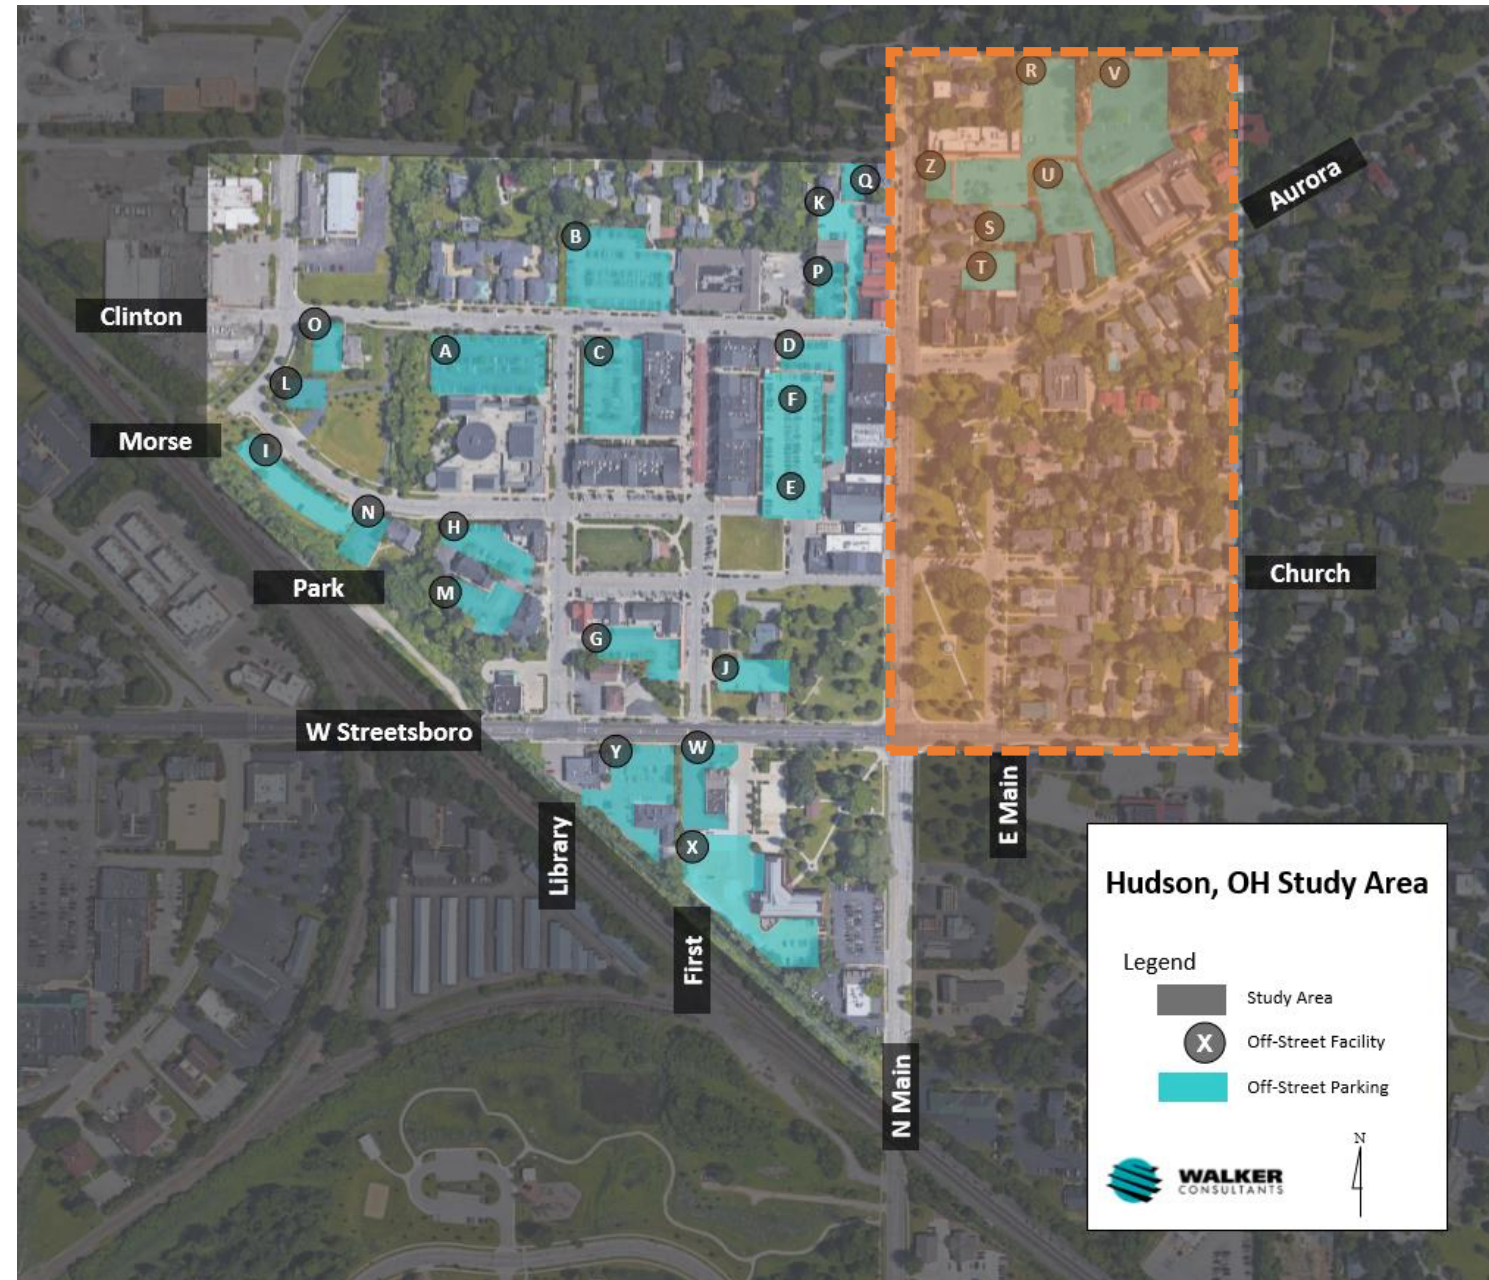 R
V
Z
U
Q
K
S
B
P
T
Aurora
Clinton
O
A
C
D
L
F
Morse
I
E
N
H
Park
M
Church
G
J
W Streetsboro
Y
W
Library
X
E Main
First
N Main
Hudson, OH Study Area
Legend
Study Area
X
Off-Street Facility
Off-Street Parking
N
WALKER
CONSULTANTS